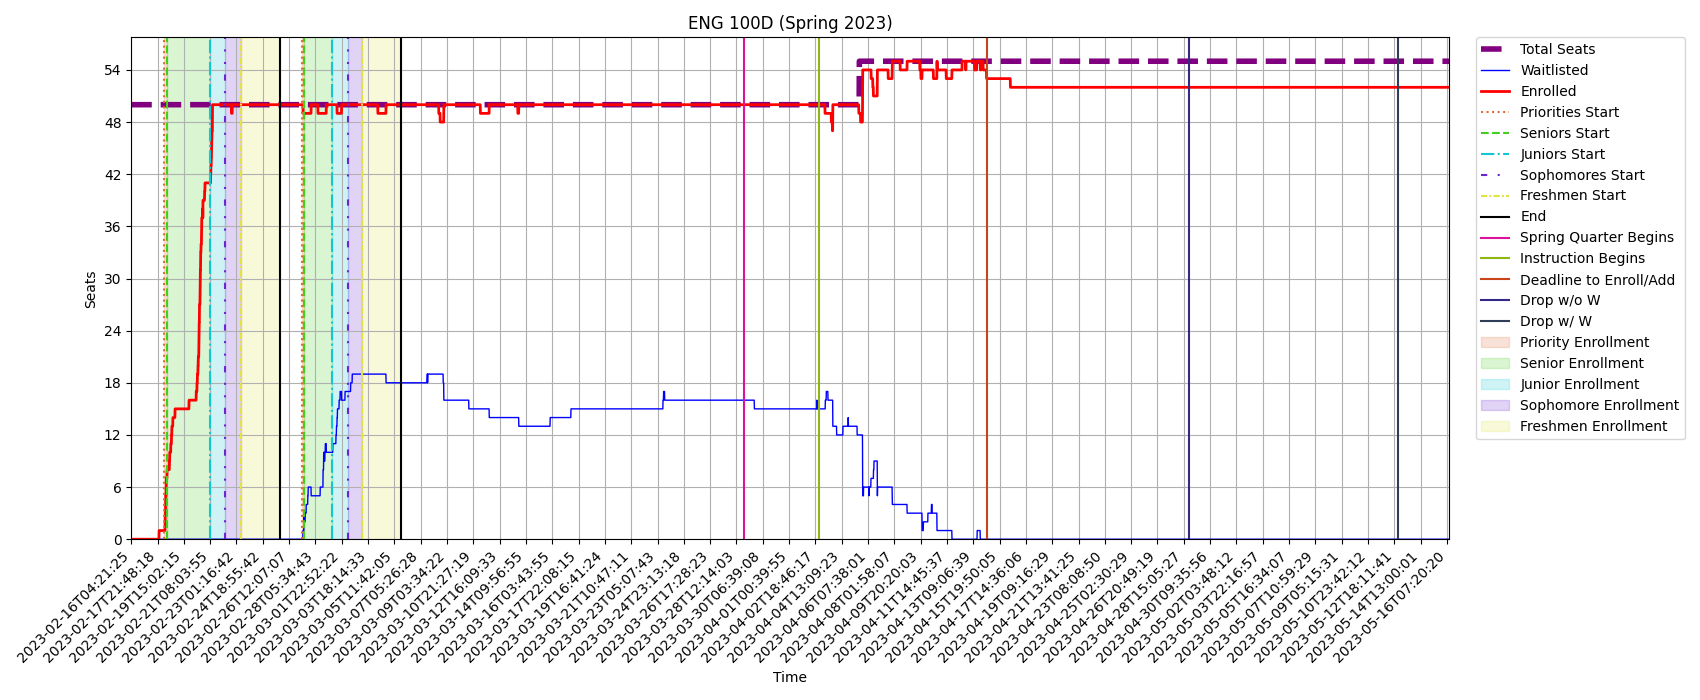 ENG 100D (Spring 2023)
Seats
54
48
42
36
30
24
18
12
6
0
2023-02-16T04:21:25
2023-02-17T21:48:18
2023-02-19T15:02:15
2023-02-21T08:03:55
2023-02-23T01:16:42
2023-02-24T18:55:42
2023-02-26T12:07:07
2023-02-28T05:34:43
2023-03-01T22:52:22
2023-03-03T18:14:33
2023-03-05T11:42:05
2023-03-07T05:26:28
2023-03-09T03:34:22
2023-03-10T21:27:19
2023-03-12T16:09:33
2023-03-14T09:56:55
2023-03-16T03:43:55
2023-03-17T22:08:15
2023-03-19T16:41:24
2023-03-21T10:47:11
2023-03-23T05:07:43
2023-03-24T23:13:18
2023-03-26T17:28:23
2023-03-28T12:14:03
2023-03-30T06:39:08
2023-04-01T00:39:55
2023-04-02T18:46:17
2023-04-04T13:09:23
2023-04-06T07:38:01
2023-04-08T01:58:07
2023-04-09T20:20:03
2023-04-11T14:45:37
2023-04-13T09:06:39
2023-04-15T19:50:05
2023-04-17T14:36:06
2023-04-19T09:16:29
2023-04-21T13:41:25
2023-04-23T08:08:50
2023-04-25T02:30:29
2023-04-26T20:49:19
2023-04-28T15:05:27
2023-04-30T09:35:56
2023-05-02T03:48:12
2023-05-03T22:16:57
2023-05-05T16:34:07
2023-05-07T10:59:29
2023-05-09T05:15:31
2023-05-10T23:42:12
2023-05-12T18:11:41
2023-05-14T13:00:01
2023-05-16T07:20:20
Time
Total Seats
Waitlisted
Enrolled
Priorities Start
Seniors Start
Juniors Start
Sophomores Start
Freshmen Start
End
Spring Quarter Begins
Instruction Begins
Deadline to Enroll/Add
Drop w/o W
Drop w/ W
Priority Enrollment
Senior Enrollment
Junior Enrollment
Sophomore Enrollment
Freshmen Enrollment